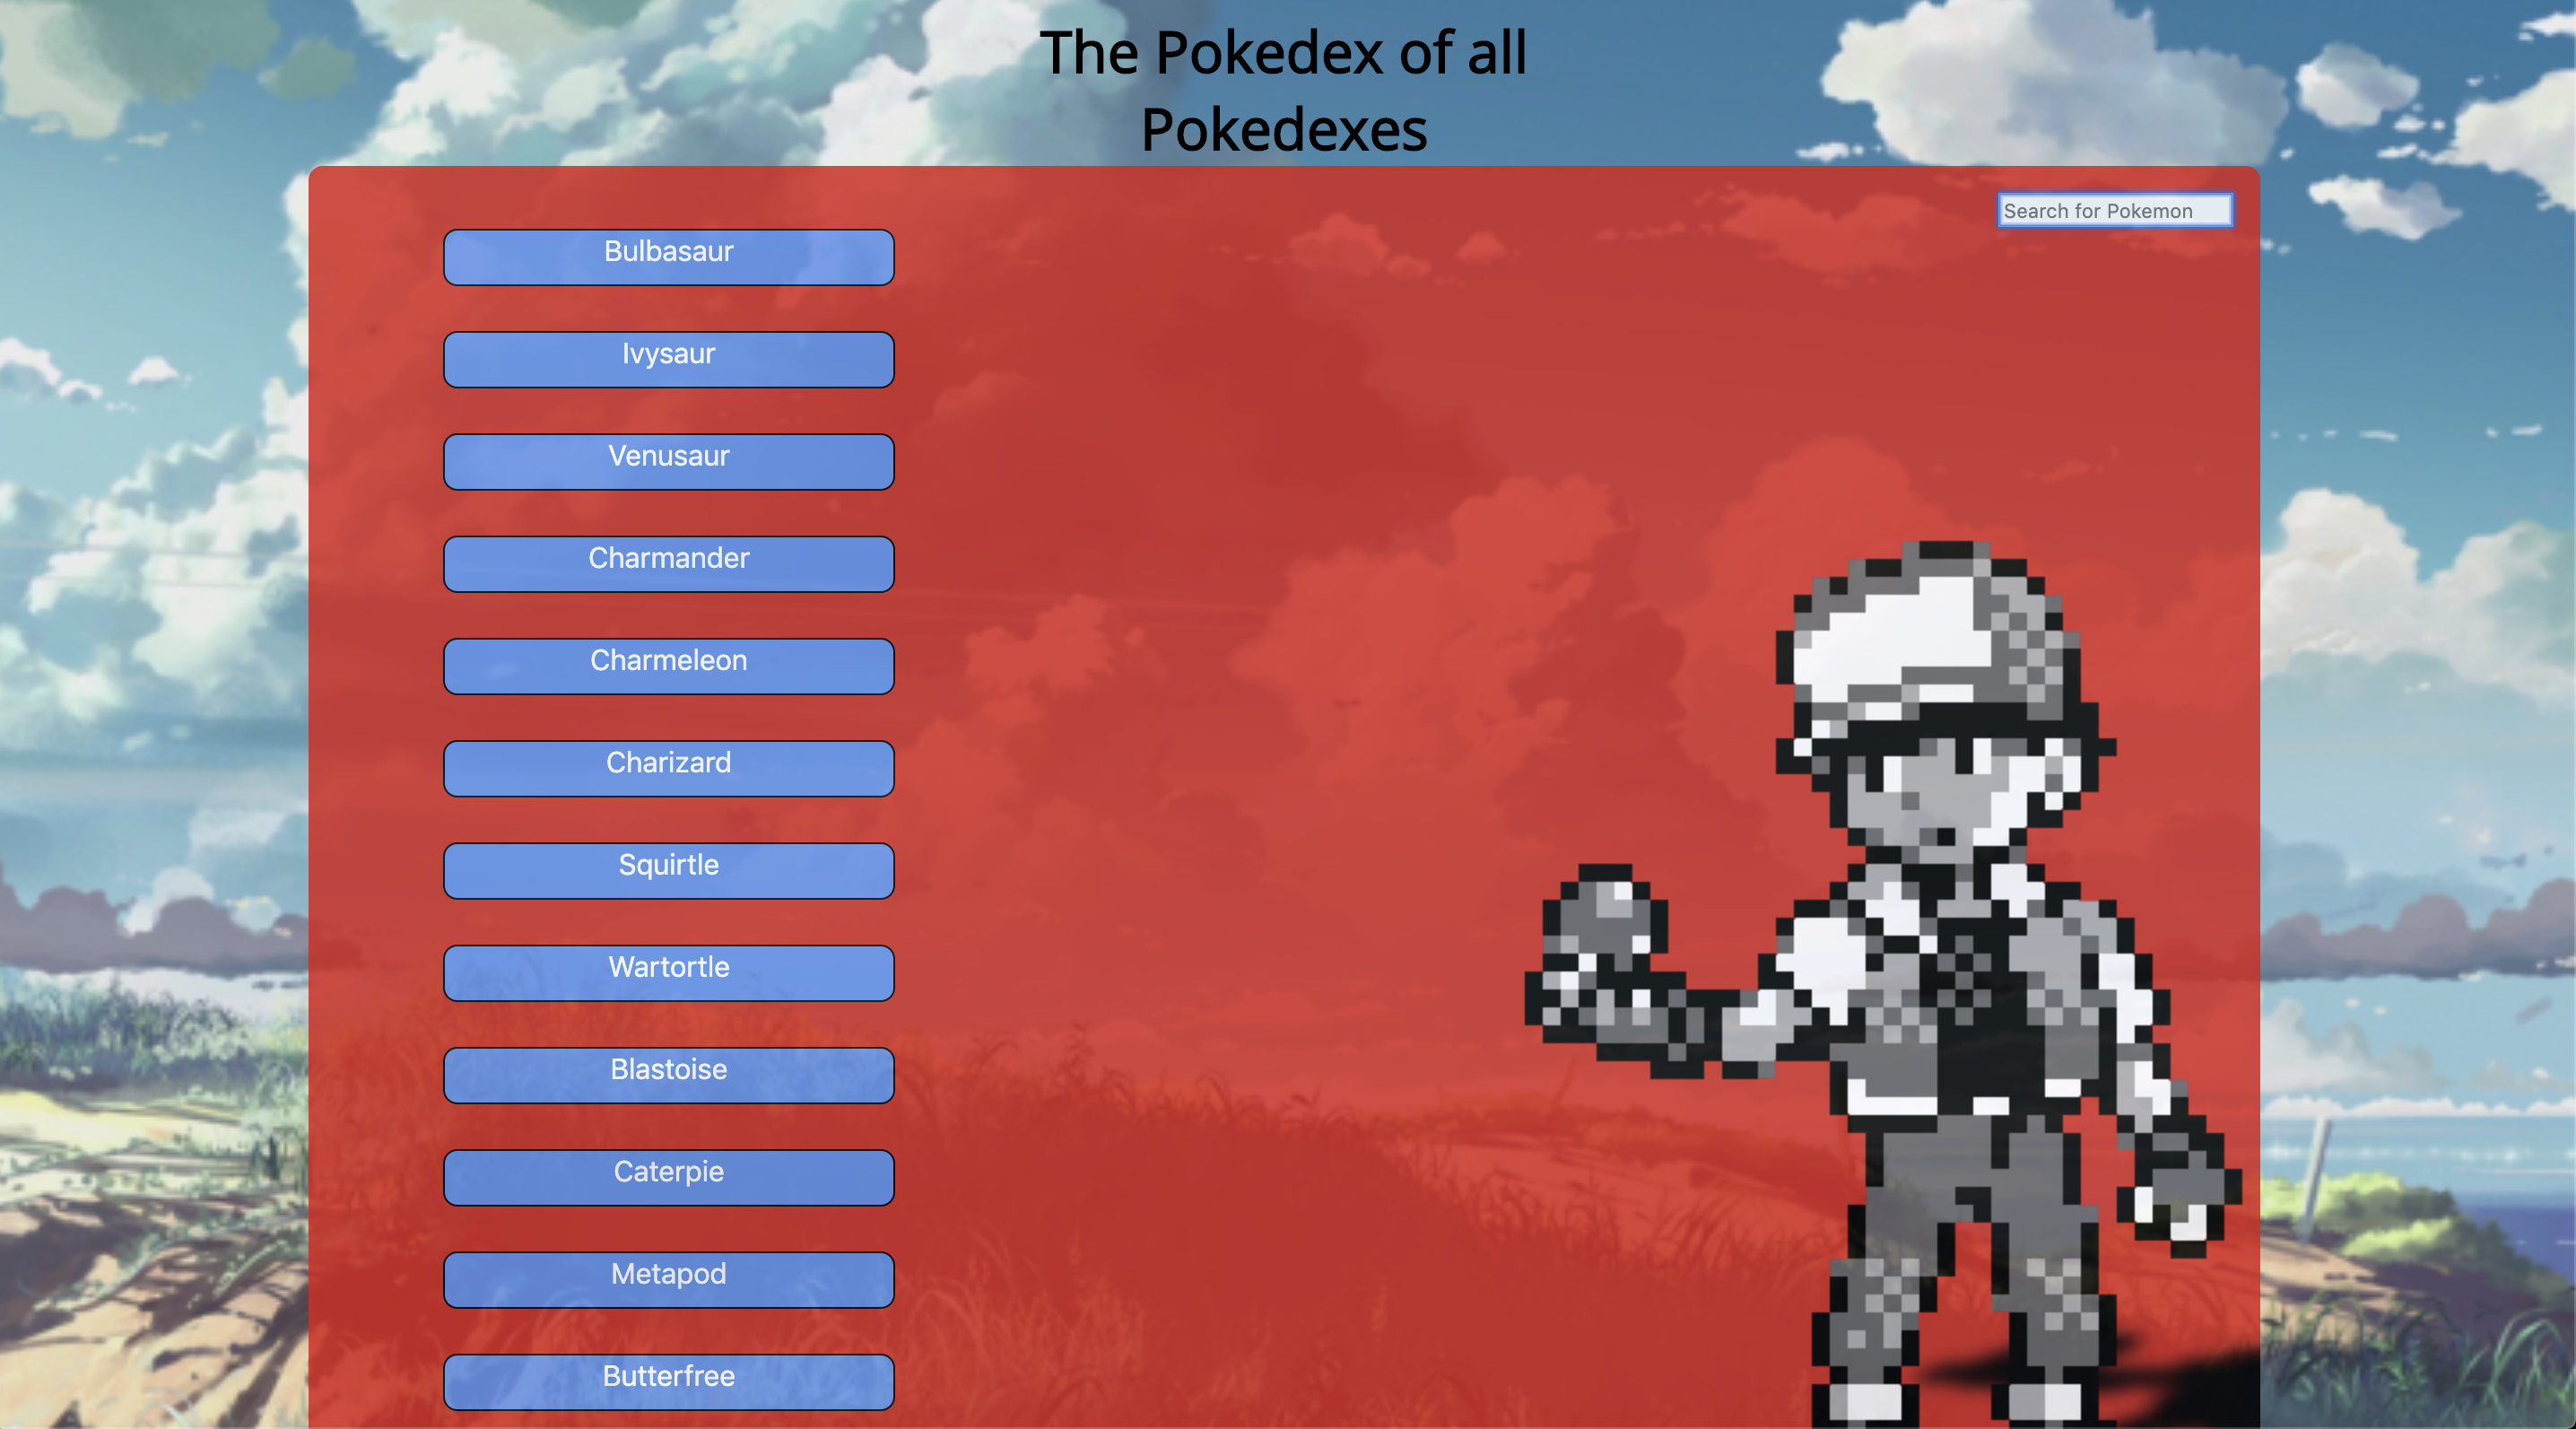 The Pokedex of all
Pokedexes
Search for Pokemon
Bulbasaur
Ivysaur
Venusaur
Charmander
Charmeleon
Charizard
Squirtle
Wartortle
Blastoise
Caterpie
Metapod
Butterfree